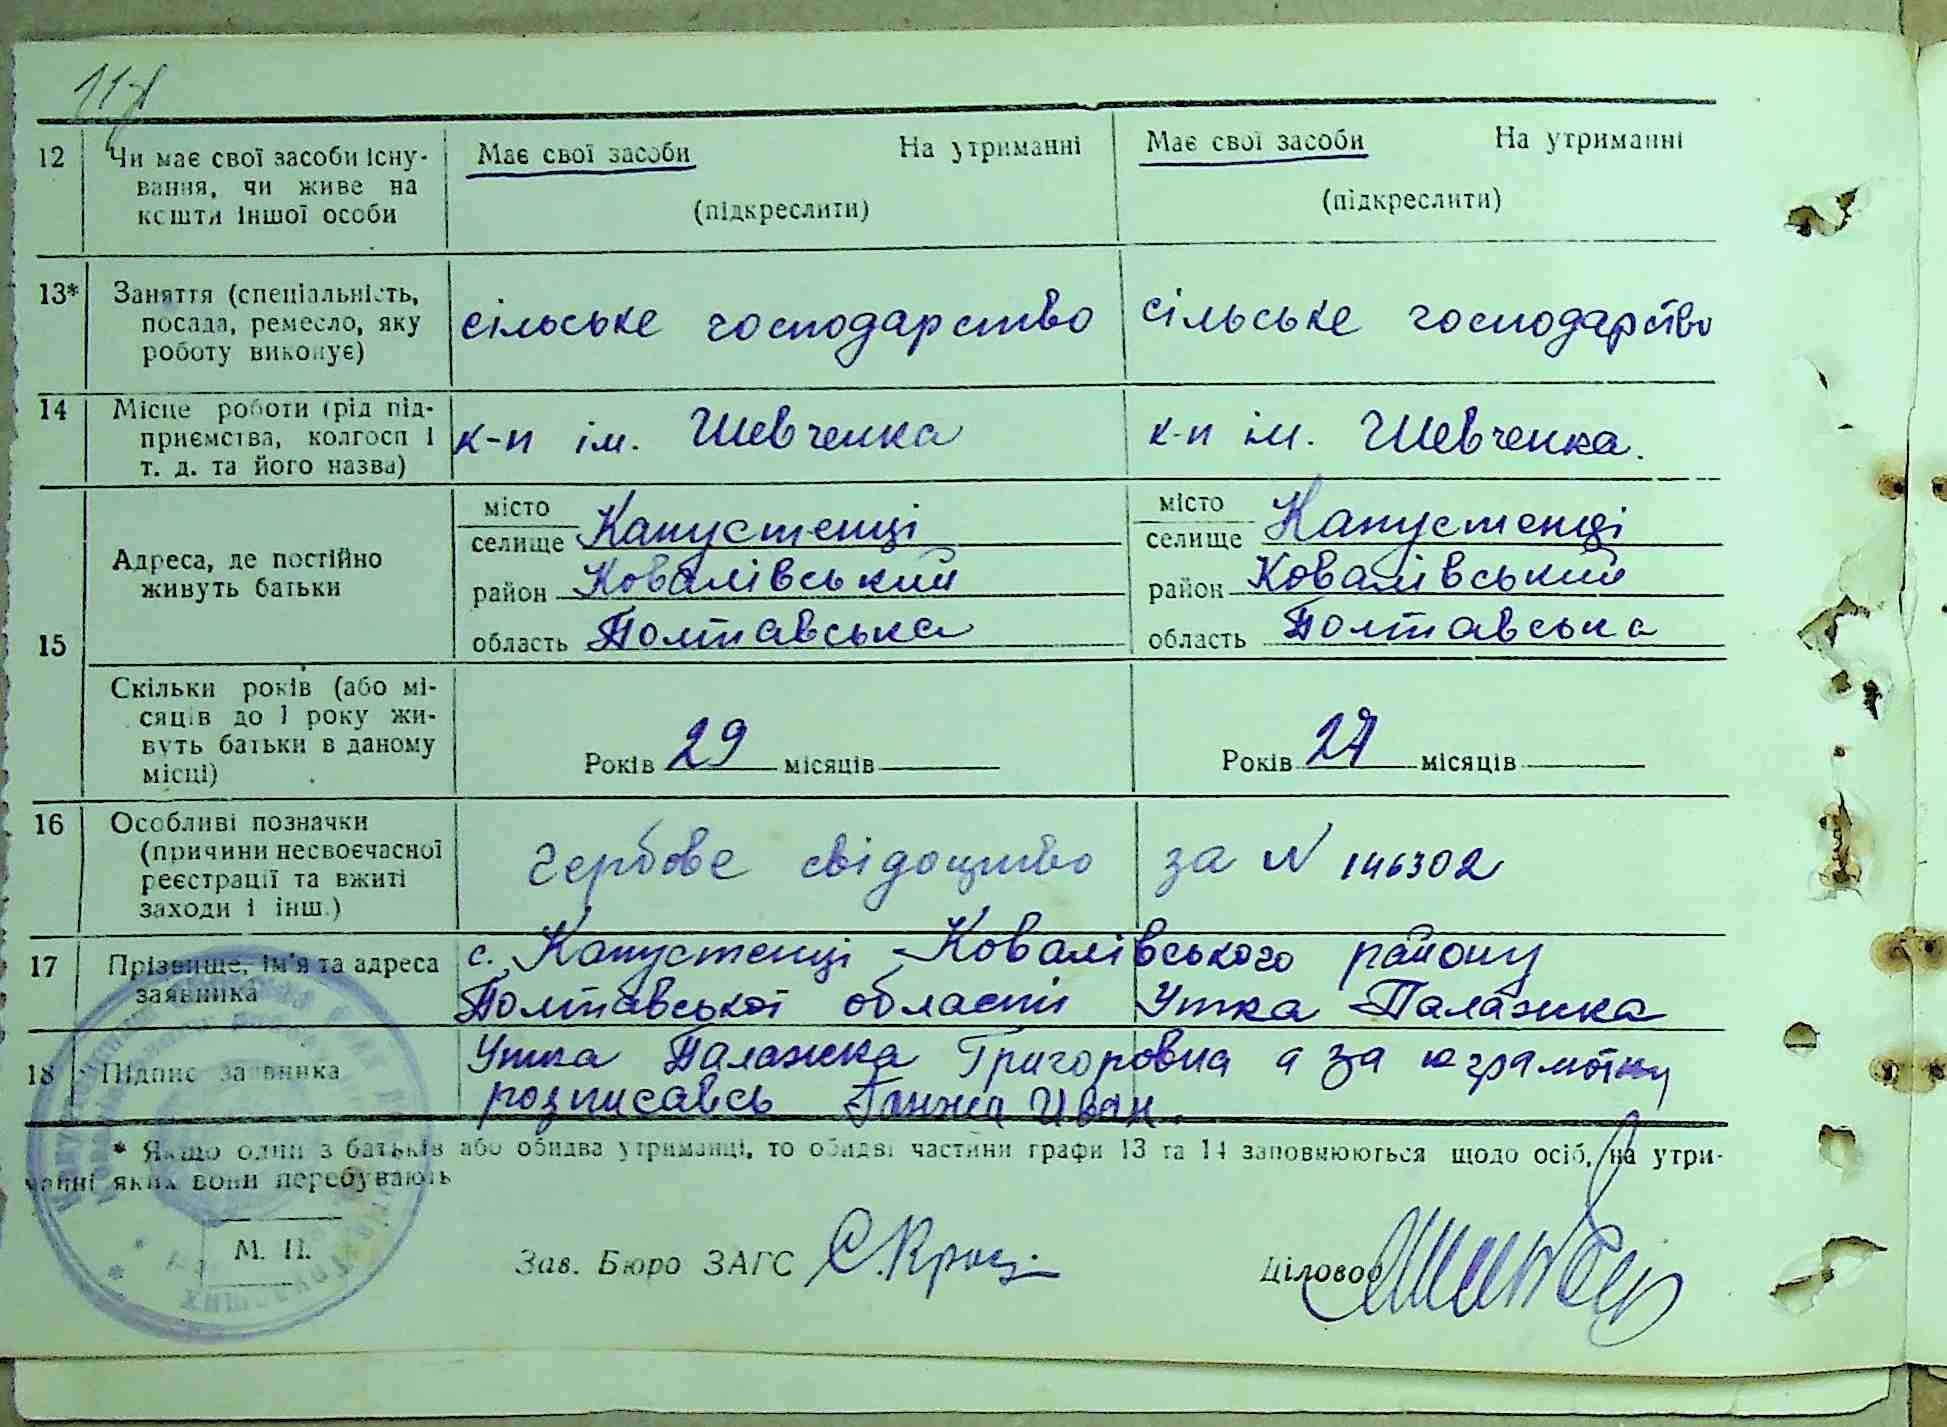 12 Чи має свої засоби існу-
вання, чи живе на
кошти іншої особи
Має свої засоби На утриманні
(підкреслити)
Має свої засоби На утриманні
(підкреслити)
13* Заняття (спеціальність,
посада, ремесло, яку
роботу виконує)
сільське господарство
сільське господарство
14 Місце роботи (рід під-
приємства, колгосп і
т. д. та його назва)
к-п ім. Шевченка
к-п ім. Шевченка.
15
Адреса, де постійно
живуть батьки
місто
селище Капустенці
район Ковалівський
область Полтавська
місто
селище Капустенці
район Ковалівський
область Полтавська
Скільки років (або мі-
сяців до 1 року жи-
вуть батьки в даному
місці)
Років 29 місяців
Років місяців
16 Особливі позначки
(причини несвоєчасної
реєстрації та вжиті
заходи і інш.)
гербове свідоцтво за N 146302
17 Прізвище, ім'я та адреса
заявника
с. Капустенці Ковалівського району
Полтавської області Утка Палажка
18 Підпис заявника
Утка Палажка Григоровна а за
розписавсь Ганжа Иван.
* Якщо один з батьків або обидва утриманці, то обидві частини графи 13 та 14 заповнюються щодо осіб, на утри-
манні яких вони перебувають
М. П.
Зав. Бюро ЗАГС
Діловод